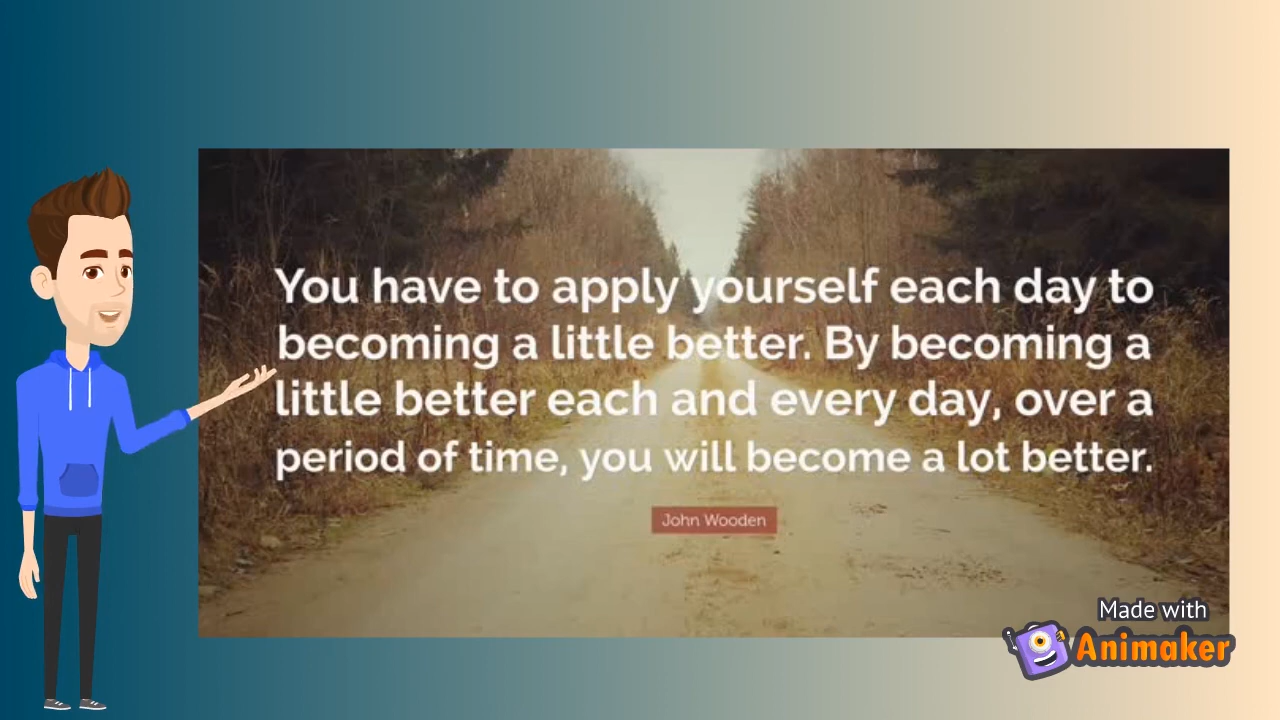 You have to apply yourself each day to
becoming a little better. By becoming a
little better each and every day, over a
period of time, you will become a lot better.
John Wooden
Made with
Animaker